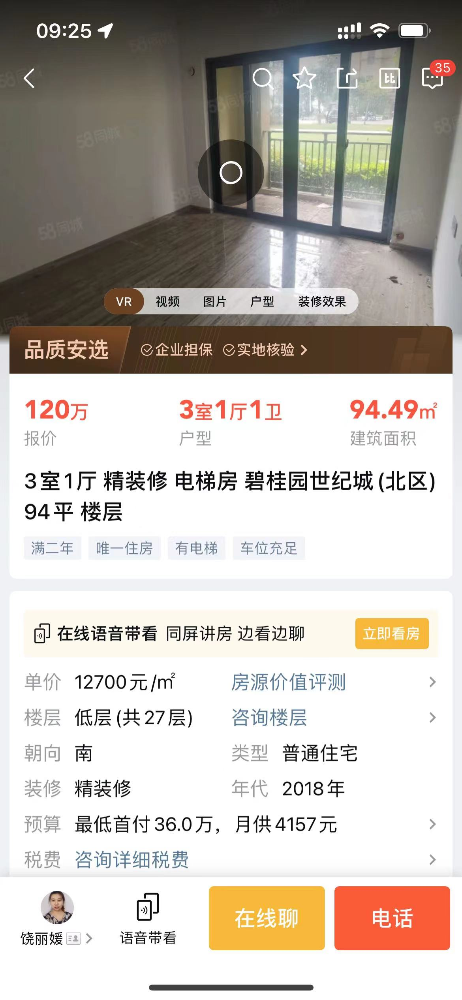 09:25
35
58同城
VR 视频 图片 户型 装修效果
品质安选 企业担保 实地核验
120万 3室1厅1卫 94.49㎡
报价 户型 建筑面积
3室1厅 精装修 电梯房 碧桂园世纪城(北区)
94平 楼层
满二年 唯一住房 有电梯 车位充足
在线语音带看 同屏讲房 边看边聊 立即看房
单价 12700元/㎡ 房源价值评测
楼层 低层(共27层) 咨询楼层
朝向 南 类型 普通住宅
装修 精装修 年代 2018年
预算 最低首付36.0万，月供4157元
税费 咨询详细税费
饶丽媛 语音带看 在线聊 电话